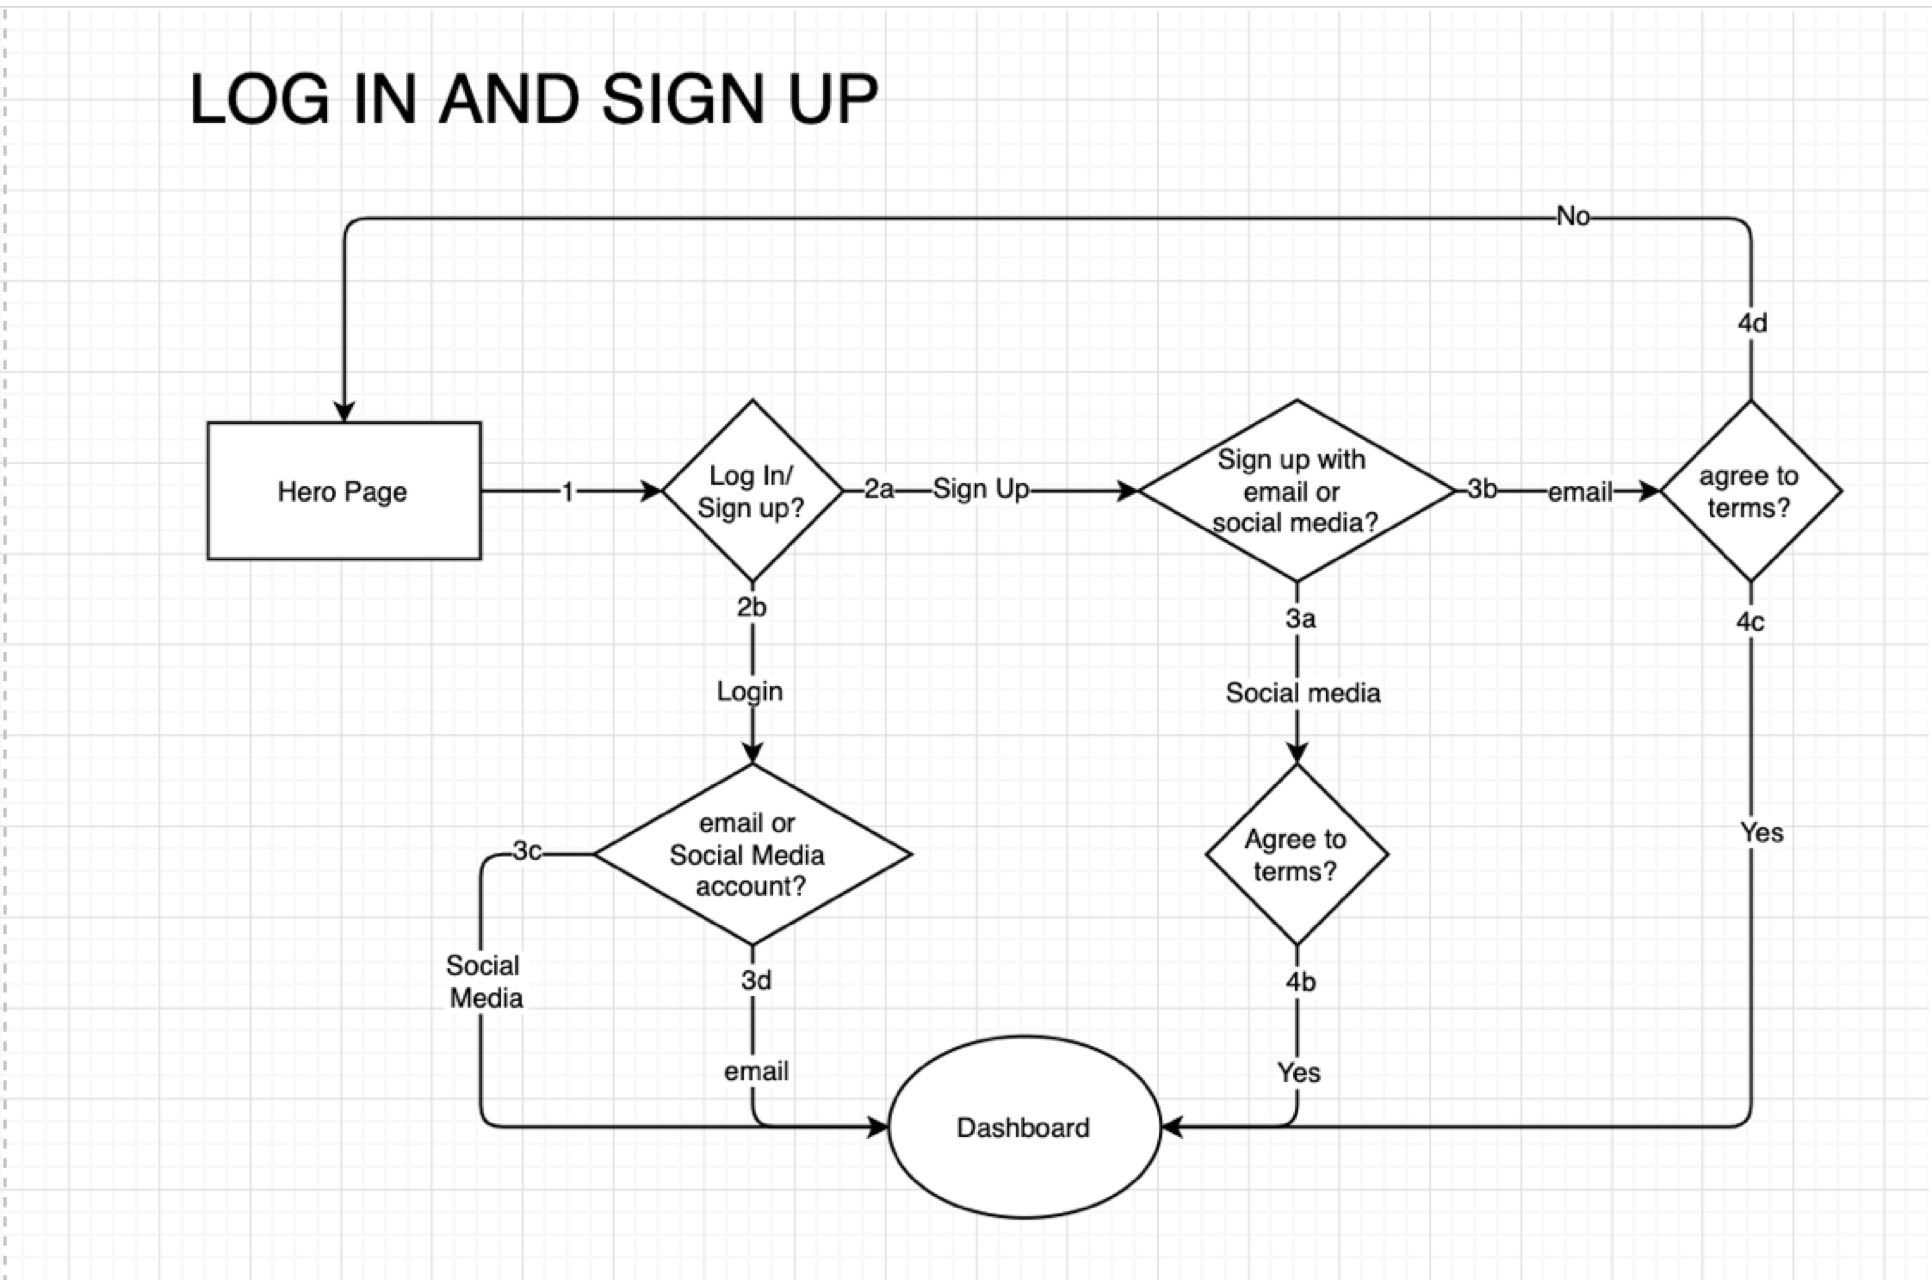 LOG IN AND SIGN UP
No
4d
Hero Page
1
Log In/
Sign up?
2a
Sign Up
Sign up with
email or
social media?
3b
email
agree to
terms?
2b
3a
4c
Login
Social media
Yes
email or
Social Media
account?
3c
Agree to
terms?
Social
Media
3d
4b
email
Yes
Dashboard